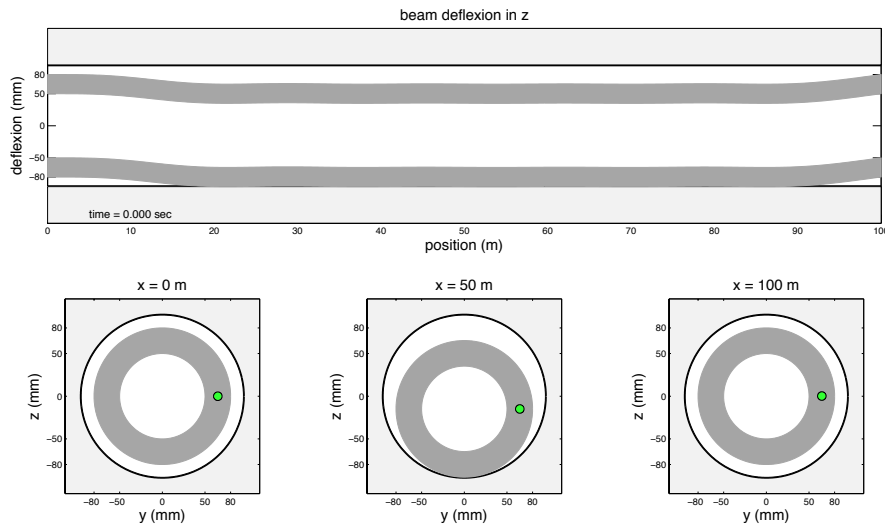 beam deflexion in z
deflexion (mm)
80
50
0
−50
−80
time = 0.000 sec
0 10 20 30 40 50 60 70 80 90 100
position (m)
x = 0 m
z (mm)
80
50
0
−50
−80
−80 −50 0 50 80
y (mm)
x = 50 m
z (mm)
80
50
0
−50
−80
−80 −50 0 50 80
y (mm)
x = 100 m
z (mm)
80
50
0
−50
−80
−80 −50 0 50 80
y (mm)